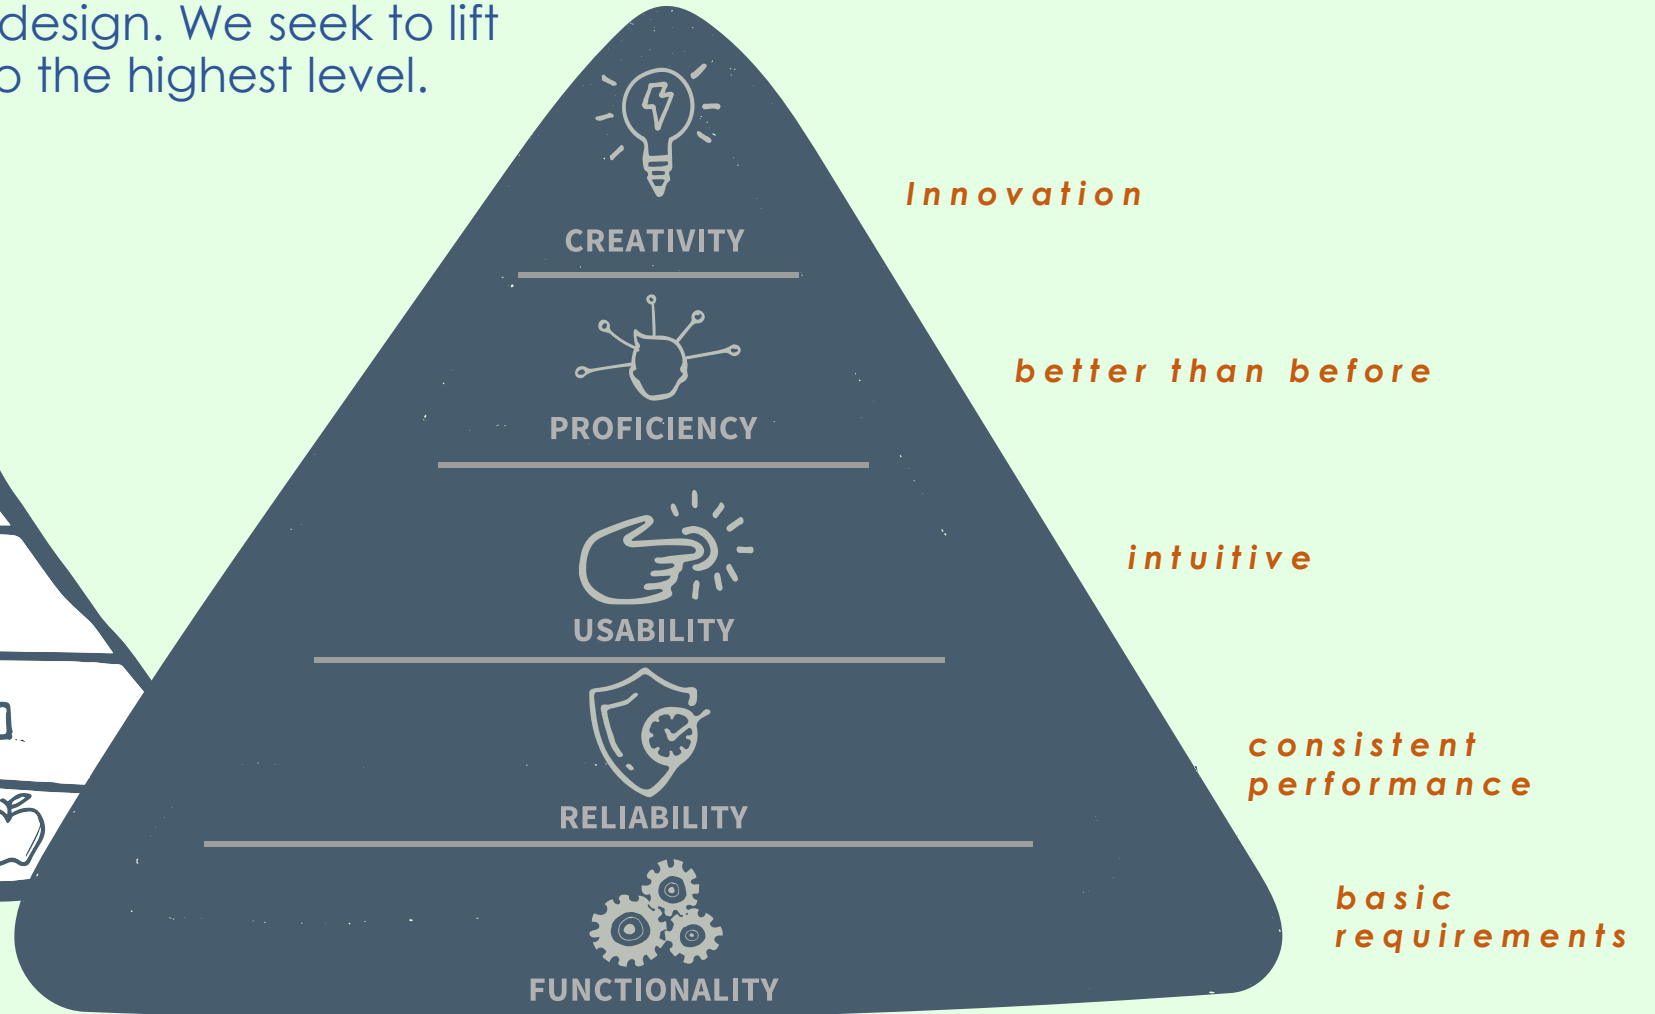 design. We seek to lift
the highest level.
CREATIVITY
Innovation
PROFICIENCY
better than before
USABILITY
intuitive
RELIABILITY
consistent
performance
FUNCTIONALITY
basic
requirements